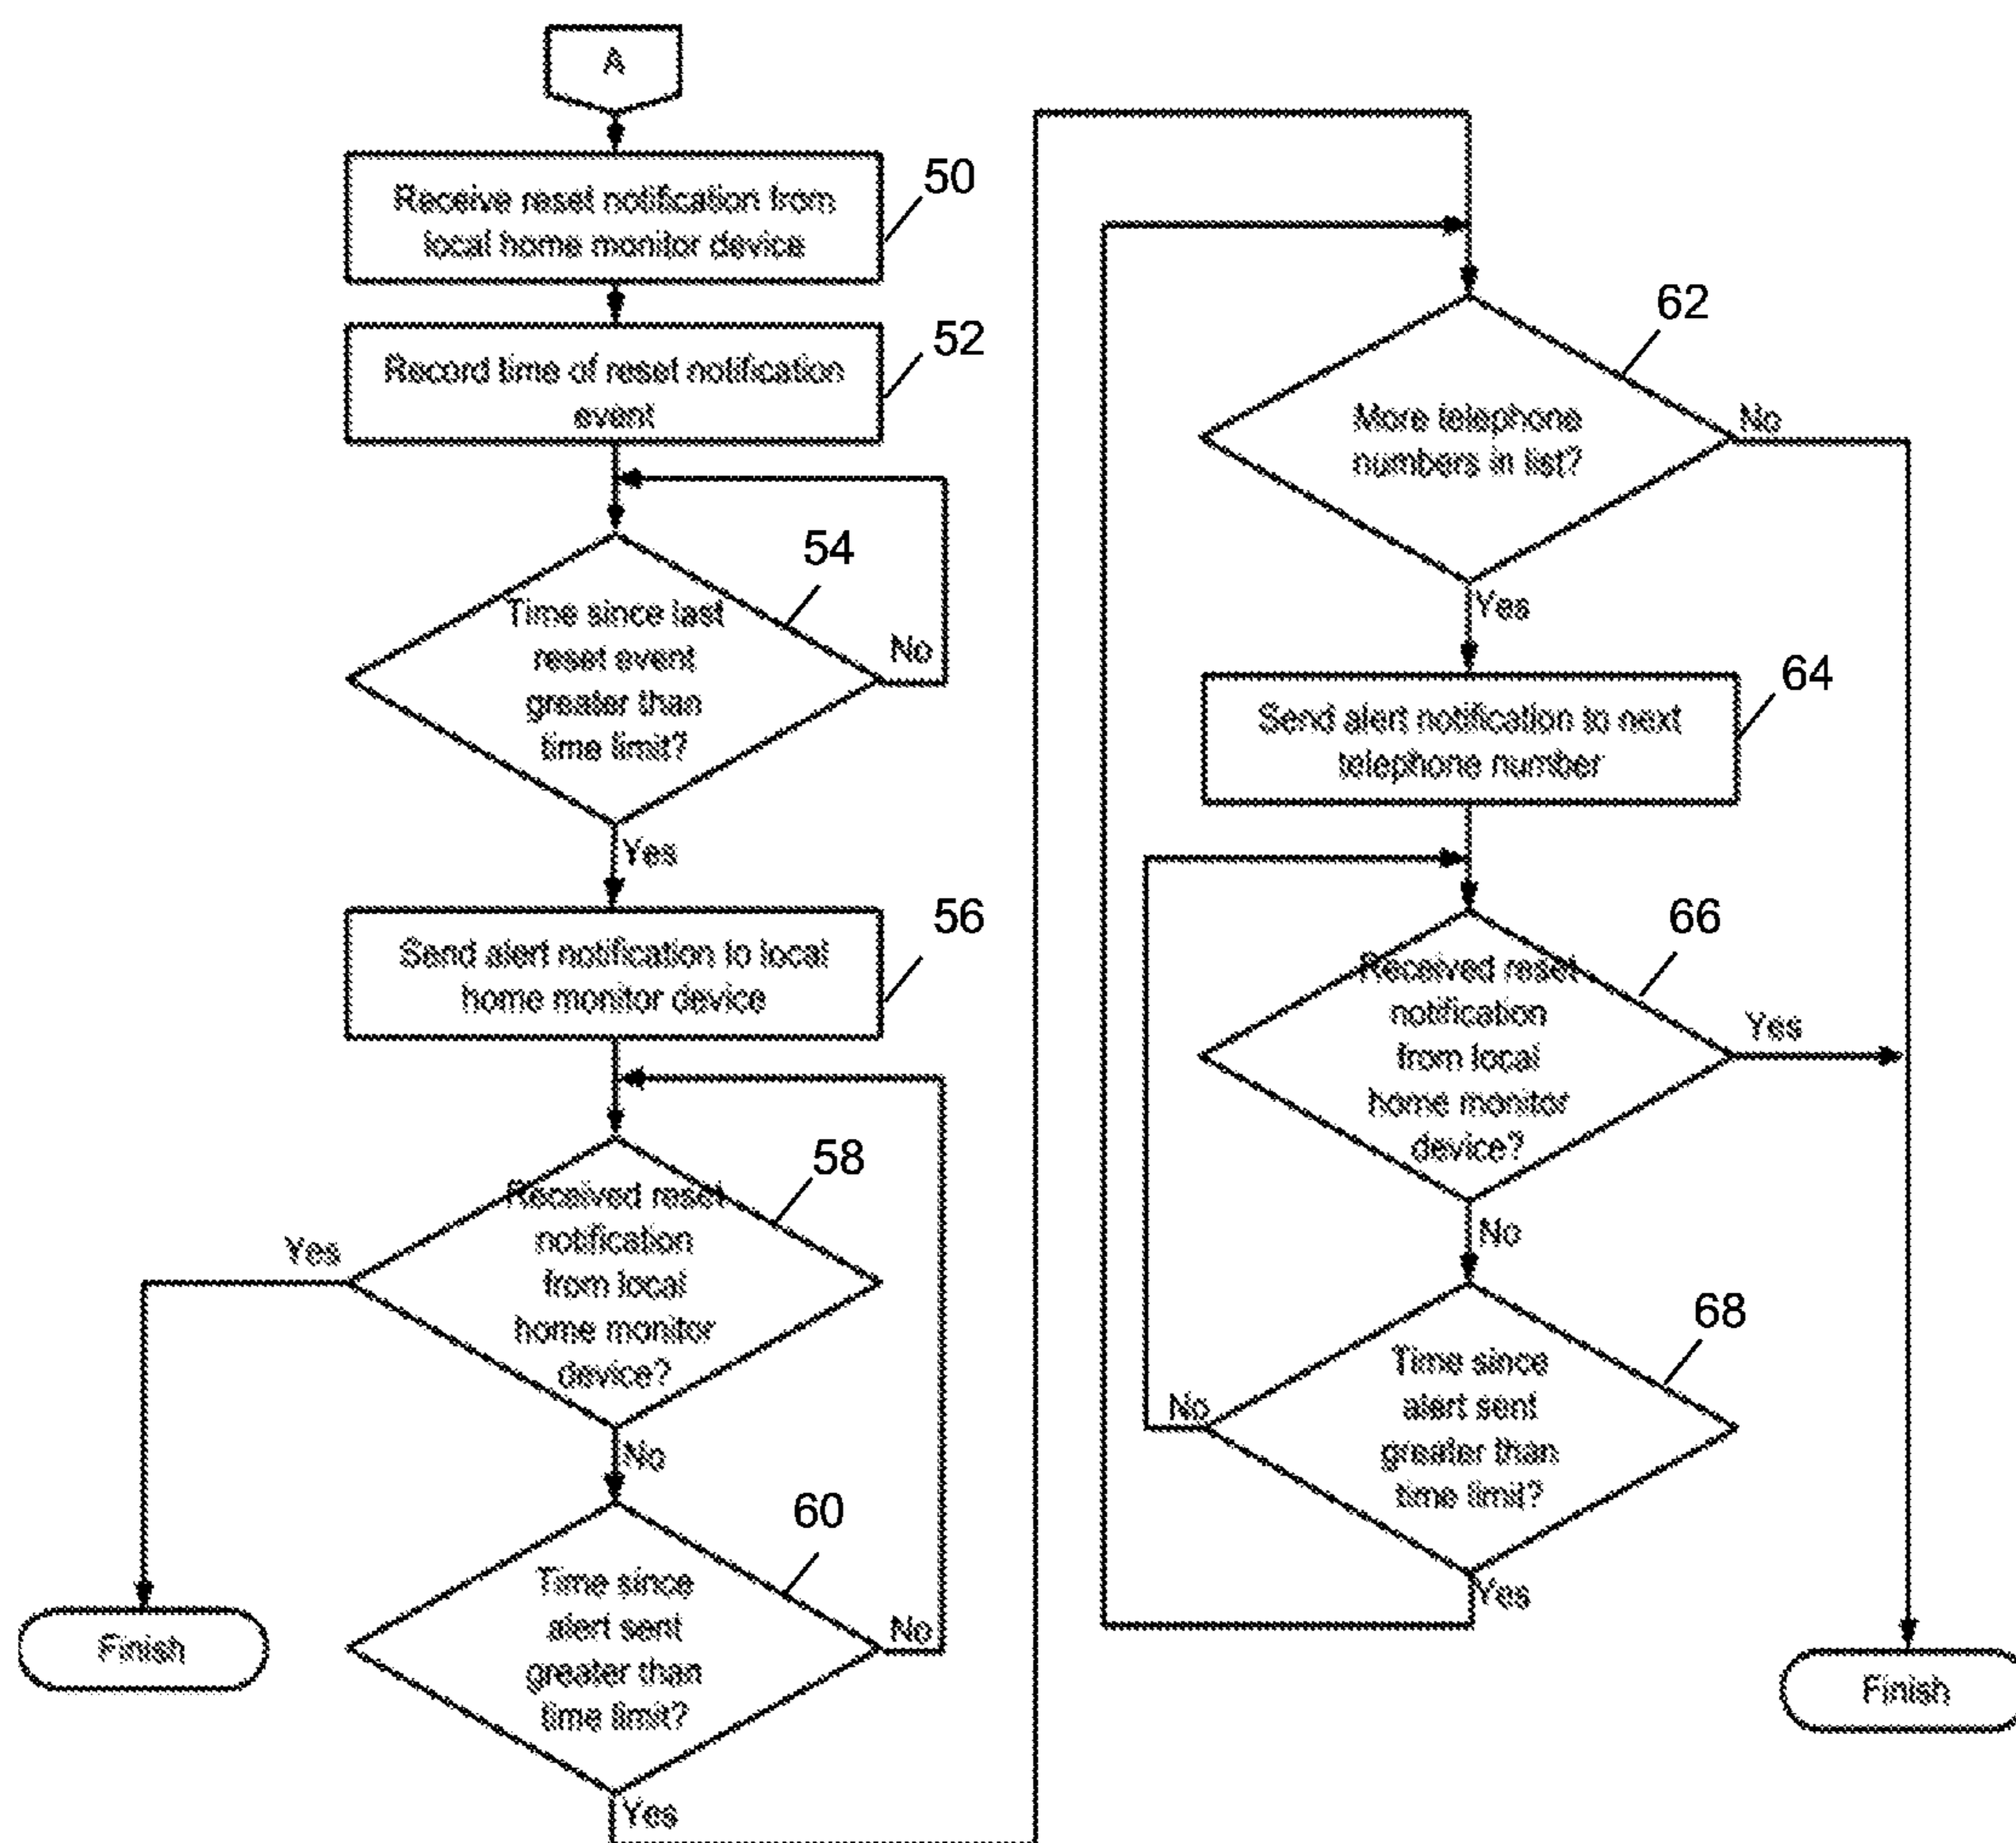 A
Receive reset notification from
local home monitor device
50
Record time of reset notification
event
52
Time since last
reset event
greater than
time limit?
54
No
Yes
Send alert notification to local
home monitor device
56
Received reset
notification
from local
home monitor
device?
58
Yes
No
Finish
Time since
alert sent
greater than
time limit?
60
No
Yes
More telephone
numbers in list?
62
No
Yes
Send alert notification to next
telephone number
64
Received reset
notification
from local
home monitor
device?
66
Yes
No
Time since
alert sent
greater than
time limit?
68
No
Yes
Finish